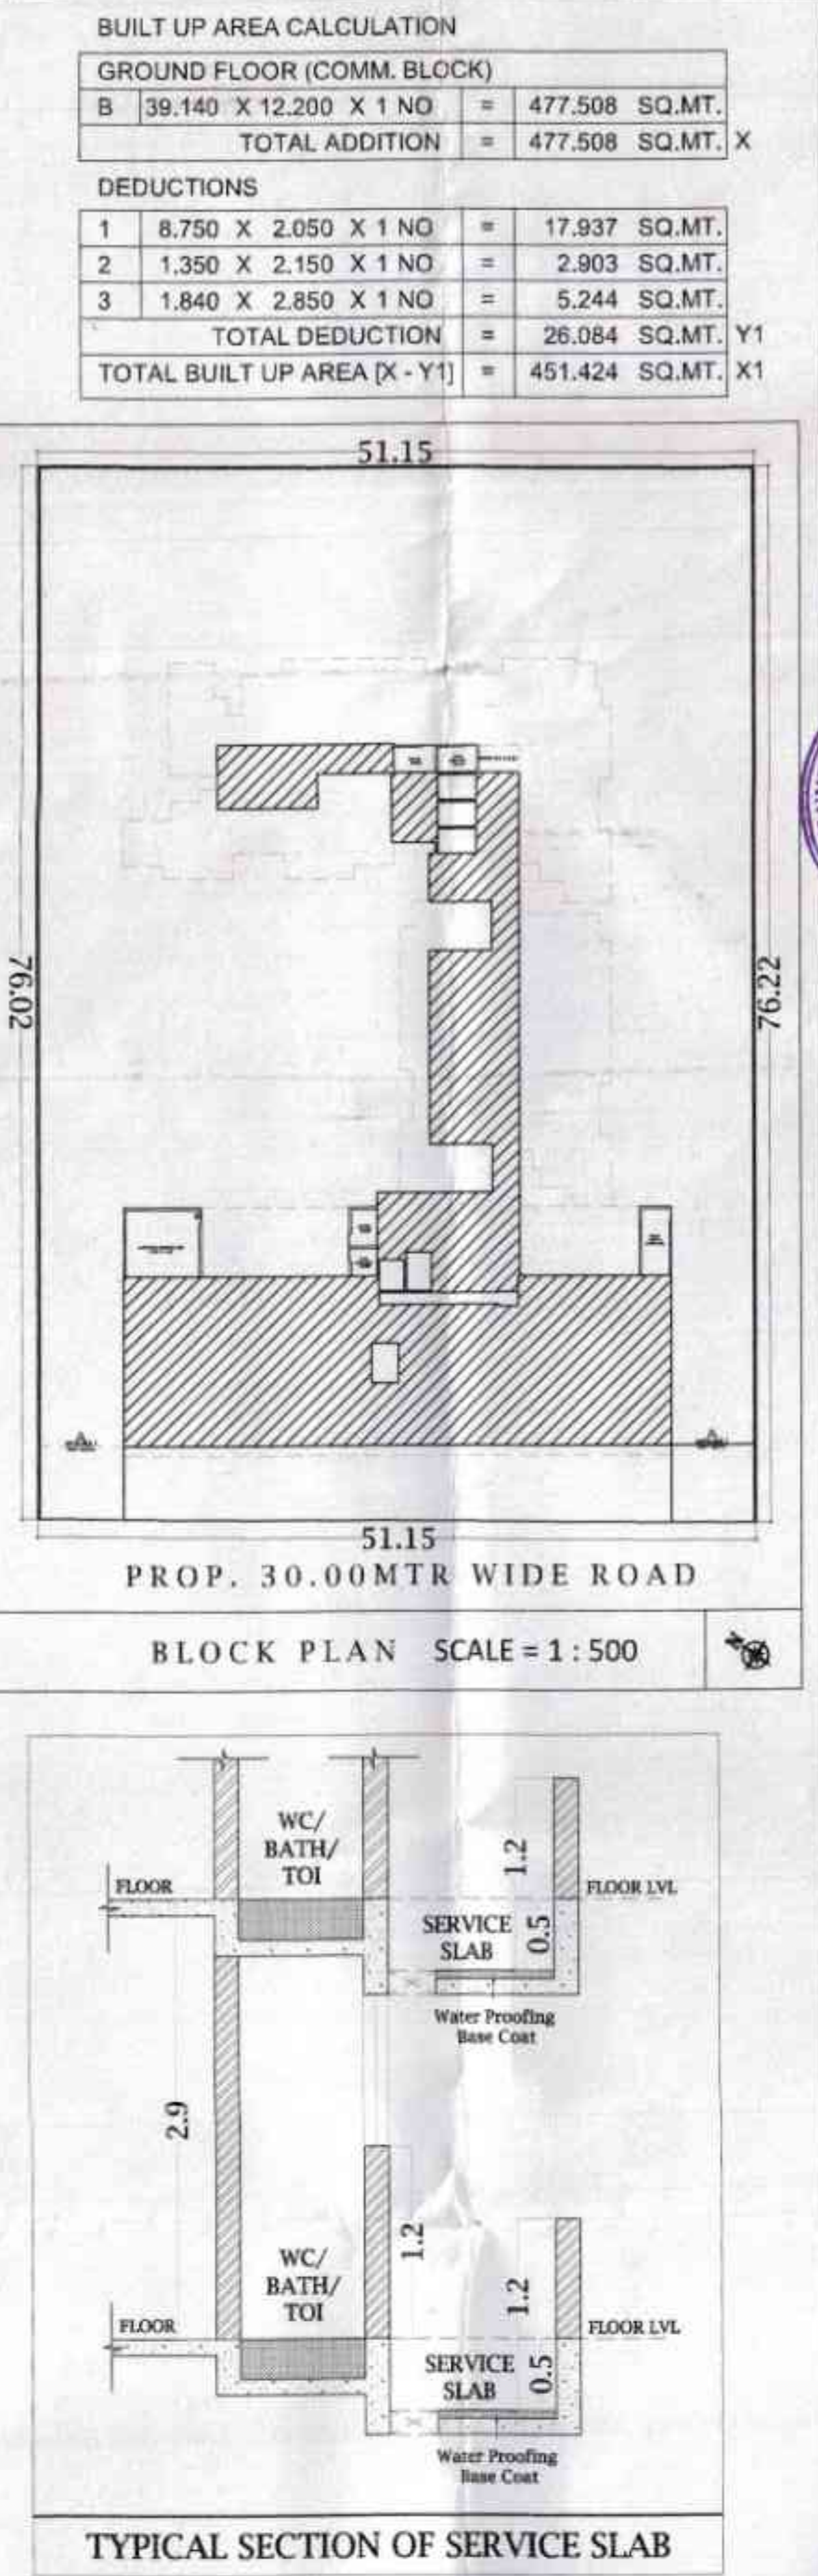 BUILT UP AREA CALCULATION
GROUND FLOOR (COMM. BLOCK)
B 39.140 X 12.200 X 1 NO = 477.508 SQ.MT.
TOTAL ADDITION = 477.508 SQ.MT. X
DEDUCTIONS
1 8.750 X 2.050 X 1 NO = 17.937 SQ.MT.
2 1.350 X 2.150 X 1 NO = 2.903 SQ.MT.
3 1.840 X 2.850 X 1 NO = 5.244 SQ.MT.
TOTAL DEDUCTION = 26.084 SQ.MT. Y1
TOTAL BUILT UP AREA [X - Y1] = 451.424 SQ.MT. X1
51.15
76.02
76.22
51.15
PROP. 30.00MTR WIDE ROAD
BLOCK PLAN SCALE = 1 : 500
N
WC/
BATH/
TOI
1.2
FLOOR
FLOOR LVL
SERVICE
SLAB
0.5
Water Proofing
Base Coat
2.9
1.2
WC/
BATH/
TOI
1.2
FLOOR
FLOOR LVL
SERVICE
SLAB
0.5
Water Proofing
Base Coat
TYPICAL SECTION OF SERVICE SLAB